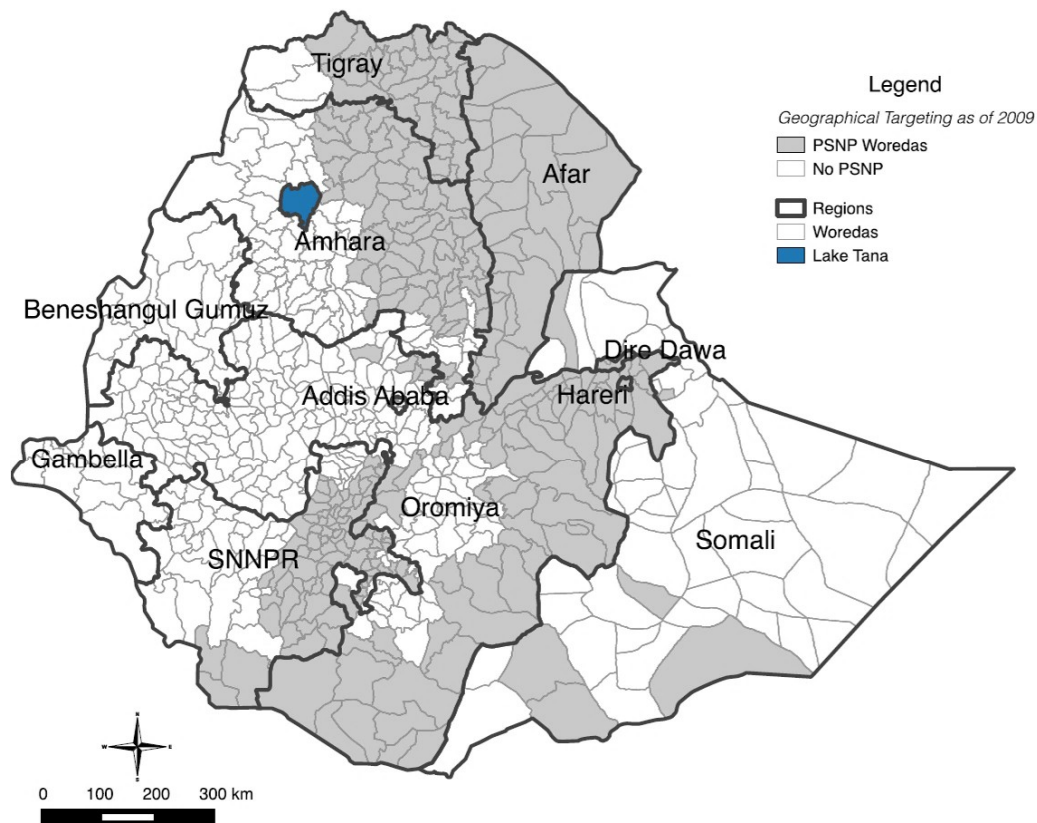 Tigray
Afar
Amhara
Beneshangul Gumuz
Dire Dawa
Addis Ababa
Hareri
Gambella
Oromiya
Somali
SNNPR
Legend
Geographical Targeting as of 2009
PSNP Woredas
No PSNP
Regions
Woredas
Lake Tana
N
W E
S
0 100 200 300 km